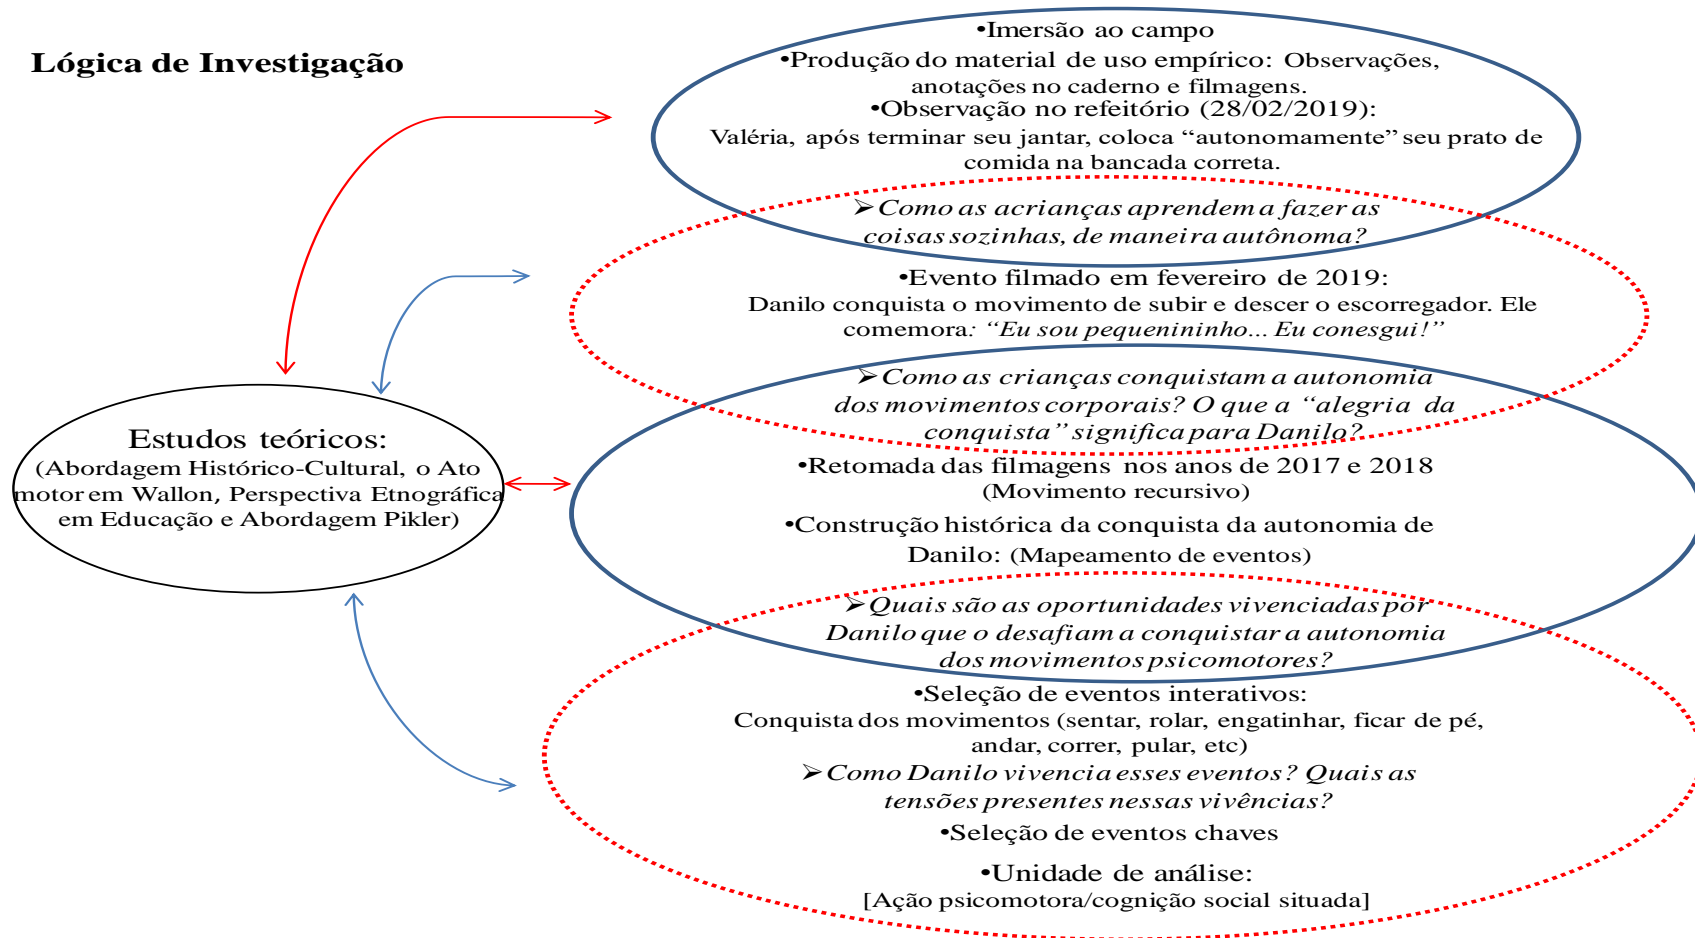 Lógica de Investigação
•Imersão ao campo
•Produção do material de uso empírico: Observações,
anotações no caderno e filmagens.
•Observação no refeitório (28/02/2019):
Valéria, após terminar seu jantar, coloca “autonomamente” seu prato de
comida na bancada correta.
➢Como as acrianças aprendem a fazer as
coisas sozinhas, de maneira autônoma?
•Evento filmado em fevereiro de 2019:
Danilo conquista o movimento de subir e descer o escorregador. Ele
comemora: “Eu sou pequenininho... Eu conesgui!”
➢Como as crianças conquistam a autonomia
dos movimentos corporais? O que a “alegria da
conquista” significa para Danilo?
•Retomada das filmagens nos anos de 2017 e 2018
(Movimento recursivo)
•Construção histórica da conquista da autonomia de
Danilo: (Mapeamento de eventos)
➢Quais são as oportunidades vivenciadas por
Danilo que o desafiam a conquistar a autonomia
dos movimentos psicomotores?
•Seleção de eventos interativos:
Conquista dos movimentos (sentar, rolar, engatinhar, ficar de pé,
andar, correr, pular, etc)
➢Como Danilo vivencia esses eventos? Quais as
tensões presentes nessas vivências?
•Seleção de eventos chaves
•Unidade de análise:
[Ação psicomotora/cognição social situada]
Estudos teóricos:
(Abordagem Histórico-Cultural, o Ato
motor em Wallon, Perspectiva Etnográfica
em Educação e Abordagem Pikler)